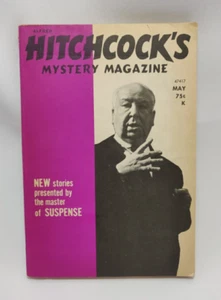 ALFRED
HITCHCOCK'S
MYSTERY MAGAZINE
MAY
75¢
K
NEW stories
presented by
the master
of SUSPENSE